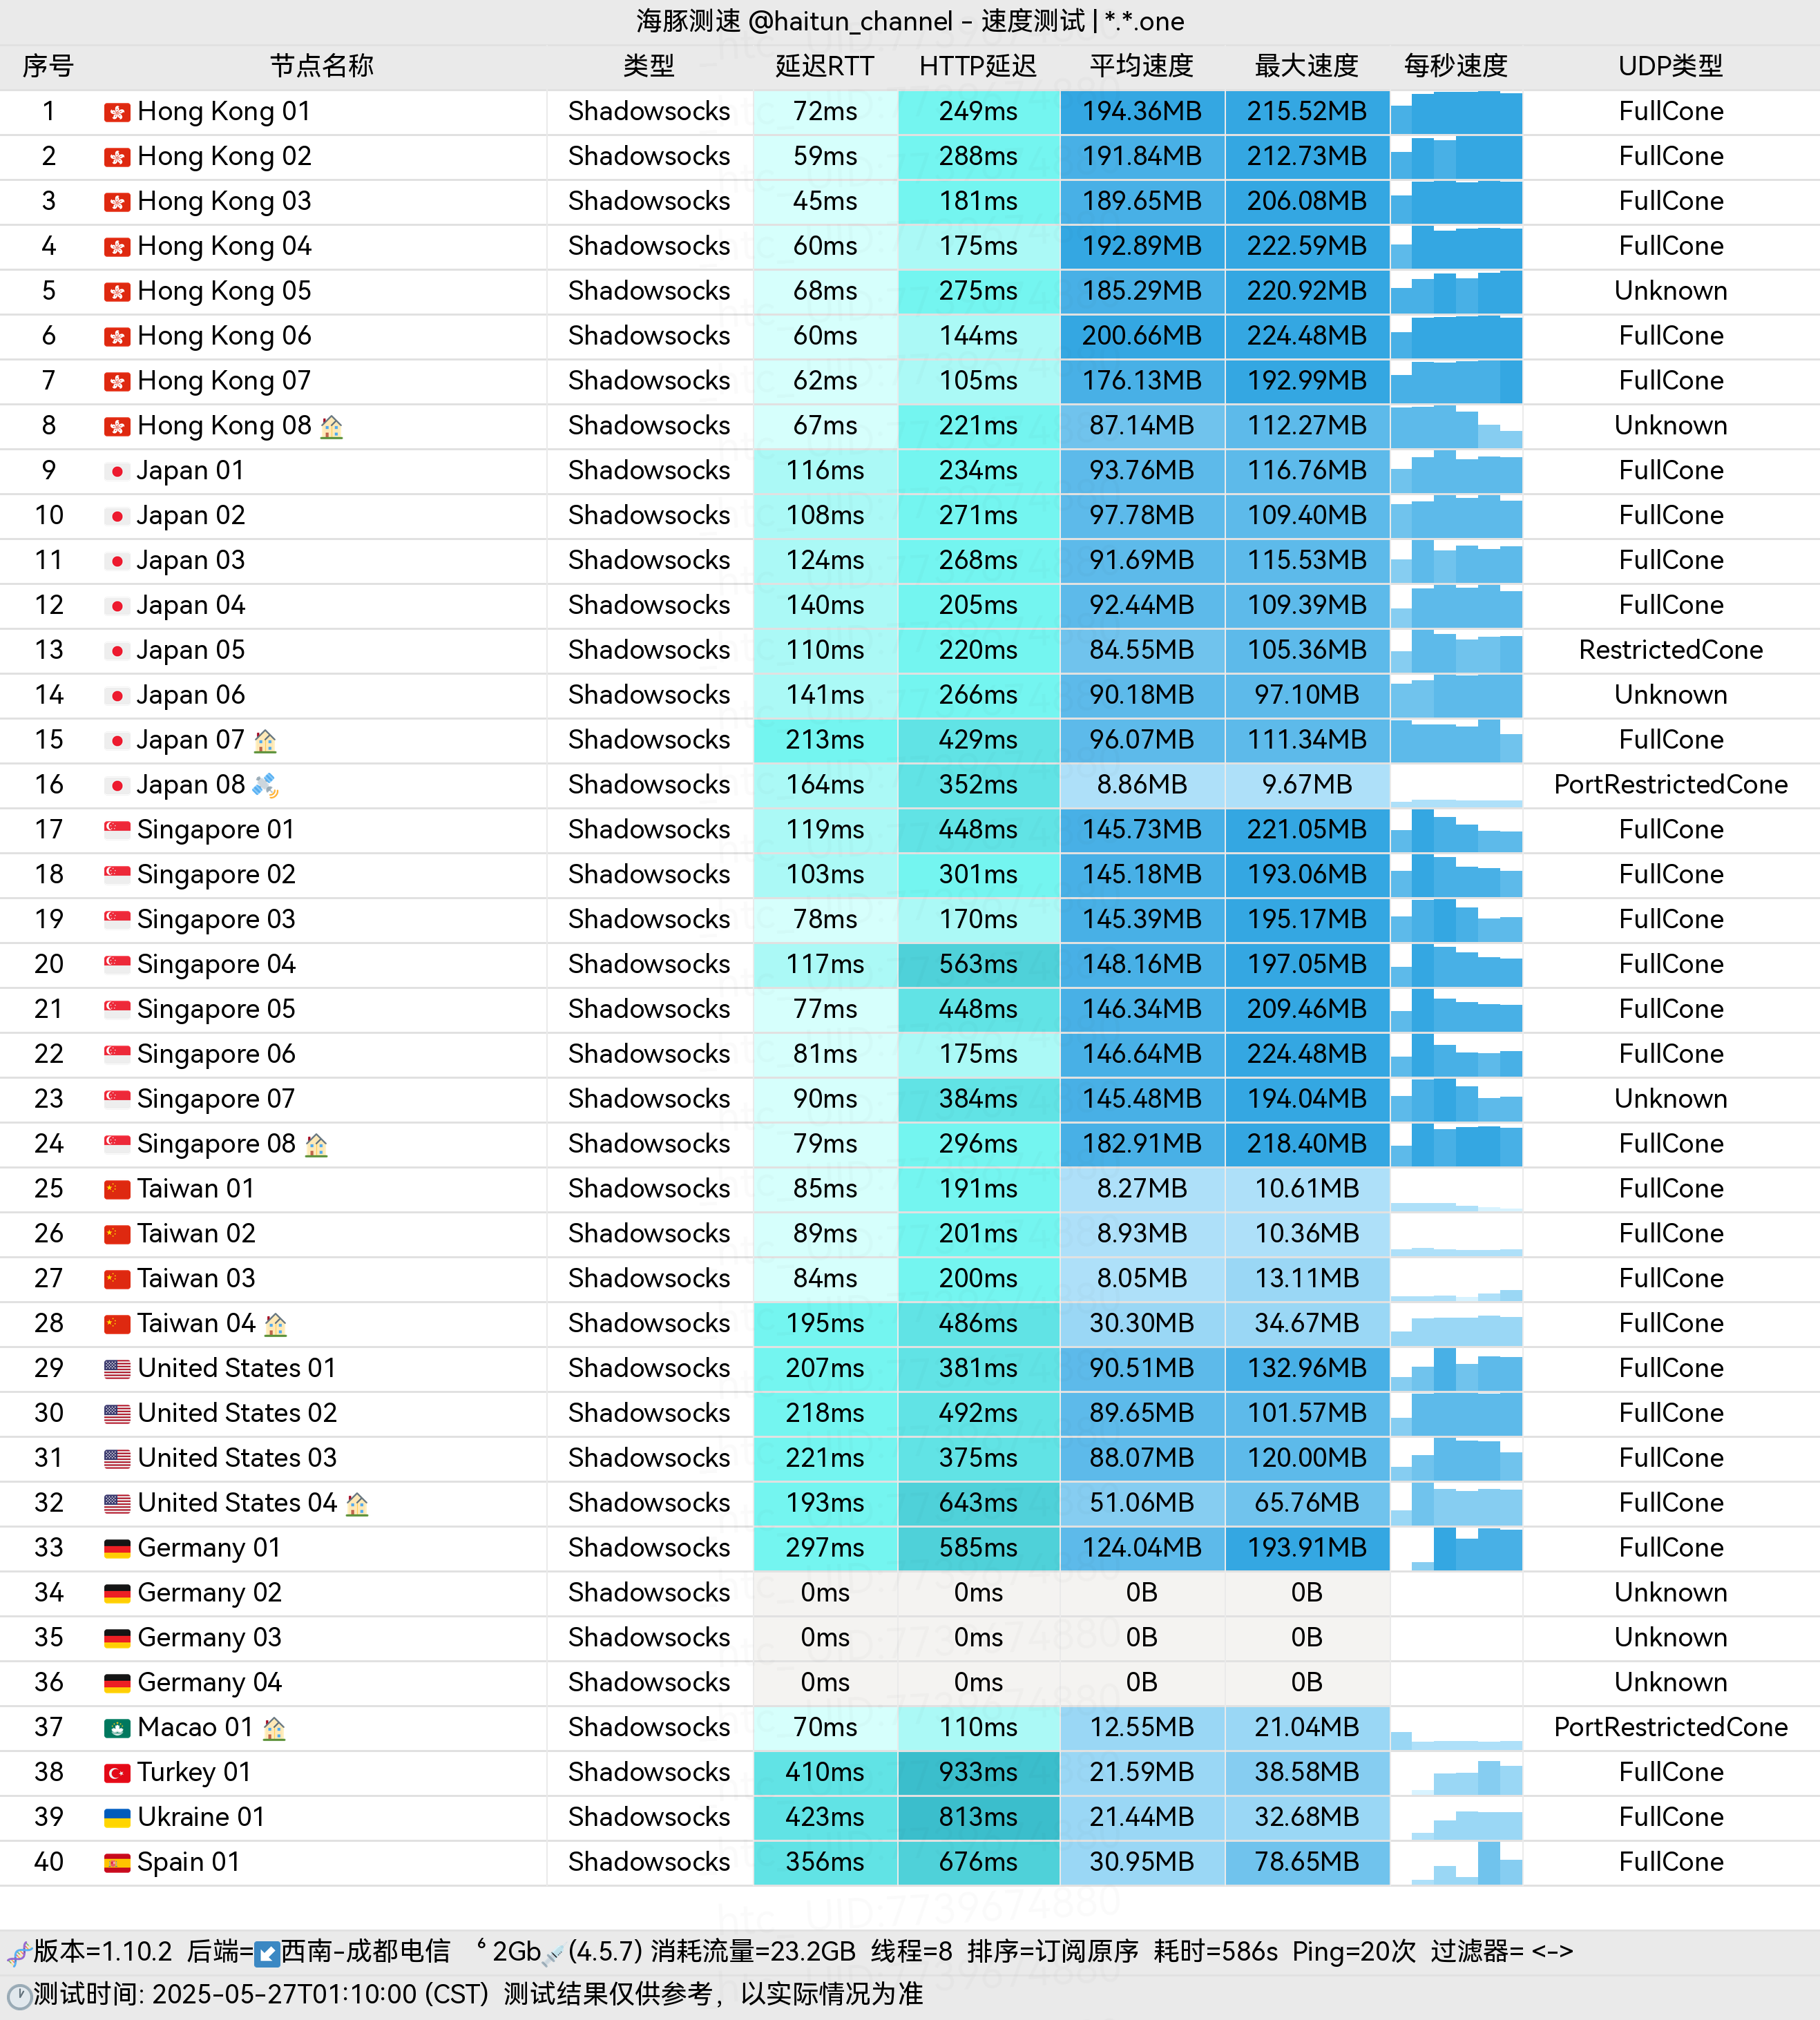 海豚测速 @haitun_channel - 速度测试 | *.*.one
序号 节点名称 类型 延迟RTT HTTP延迟 平均速度 最大速度 每秒速度 UDP类型
1 Hong Kong 01 Shadowsocks 72ms 249ms 194.36MB 215.52MB FullCone
2 Hong Kong 02 Shadowsocks 59ms 288ms 191.84MB 212.73MB FullCone
3 Hong Kong 03 Shadowsocks 45ms 181ms 189.65MB 206.08MB FullCone
4 Hong Kong 04 Shadowsocks 60ms 175ms 192.89MB 222.59MB FullCone
5 Hong Kong 05 Shadowsocks 68ms 275ms 185.29MB 220.92MB Unknown
6 Hong Kong 06 Shadowsocks 60ms 144ms 200.66MB 224.48MB FullCone
7 Hong Kong 07 Shadowsocks 62ms 105ms 176.13MB 192.99MB FullCone
8 Hong Kong 08 Shadowsocks 67ms 221ms 87.14MB 112.27MB Unknown
9 Japan 01 Shadowsocks 116ms 234ms 93.76MB 116.76MB FullCone
10 Japan 02 Shadowsocks 108ms 271ms 97.78MB 109.40MB FullCone
11 Japan 03 Shadowsocks 124ms 268ms 91.69MB 115.53MB FullCone
12 Japan 04 Shadowsocks 140ms 205ms 92.44MB 109.39MB FullCone
13 Japan 05 Shadowsocks 110ms 220ms 84.55MB 105.36MB RestrictedCone
14 Japan 06 Shadowsocks 141ms 266ms 90.18MB 97.10MB Unknown
15 Japan 07 Shadowsocks 213ms 429ms 96.07MB 111.34MB FullCone
16 Japan 08 Shadowsocks 164ms 352ms 8.86MB 9.67MB PortRestrictedCone
17 Singapore 01 Shadowsocks 119ms 448ms 145.73MB 221.05MB FullCone
18 Singapore 02 Shadowsocks 103ms 301ms 145.18MB 193.06MB FullCone
19 Singapore 03 Shadowsocks 78ms 170ms 145.39MB 195.17MB FullCone
20 Singapore 04 Shadowsocks 117ms 563ms 148.16MB 197.05MB FullCone
21 Singapore 05 Shadowsocks 77ms 448ms 146.34MB 209.46MB FullCone
22 Singapore 06 Shadowsocks 81ms 175ms 146.64MB 224.48MB FullCone
23 Singapore 07 Shadowsocks 90ms 384ms 145.48MB 194.04MB Unknown
24 Singapore 08 Shadowsocks 79ms 296ms 182.91MB 218.40MB FullCone
25 Taiwan 01 Shadowsocks 85ms 191ms 8.27MB 10.61MB FullCone
26 Taiwan 02 Shadowsocks 89ms 201ms 8.93MB 10.36MB FullCone
27 Taiwan 03 Shadowsocks 84ms 200ms 8.05MB 13.11MB FullCone
28 Taiwan 04 Shadowsocks 195ms 486ms 30.30MB 34.67MB FullCone
29 United States 01 Shadowsocks 207ms 381ms 90.51MB 132.96MB FullCone
30 United States 02 Shadowsocks 218ms 492ms 89.65MB 101.57MB FullCone
31 United States 03 Shadowsocks 221ms 375ms 88.07MB 120.00MB FullCone
32 United States 04 Shadowsocks 193ms 643ms 51.06MB 65.76MB FullCone
33 Germany 01 Shadowsocks 297ms 585ms 124.04MB 193.91MB FullCone
34 Germany 02 Shadowsocks 0ms 0ms 0B 0B Unknown
35 Germany 03 Shadowsocks 0ms 0ms 0B 0B Unknown
36 Germany 04 Shadowsocks 0ms 0ms 0B 0B Unknown
37 Macao 01 Shadowsocks 70ms 110ms 12.55MB 21.04MB PortRestrictedCone
38 Turkey 01 Shadowsocks 410ms 933ms 21.59MB 38.58MB FullCone
39 Ukraine 01 Shadowsocks 423ms 813ms 21.44MB 32.68MB FullCone
40 Spain 01 Shadowsocks 356ms 676ms 30.95MB 78.65MB FullCone
htc_ UID:7739674880
版本=1.10.2 后端=↙西南-成都电信 ⁶ 2Gb (4.5.7) 消耗流量=23.2GB 线程=8 排序=订阅原序 耗时=586s Ping=20次 过滤器= <->
测试时间: 2025-05-27T01:10:00 (CST) 测试结果仅供参考，以实际情况为准